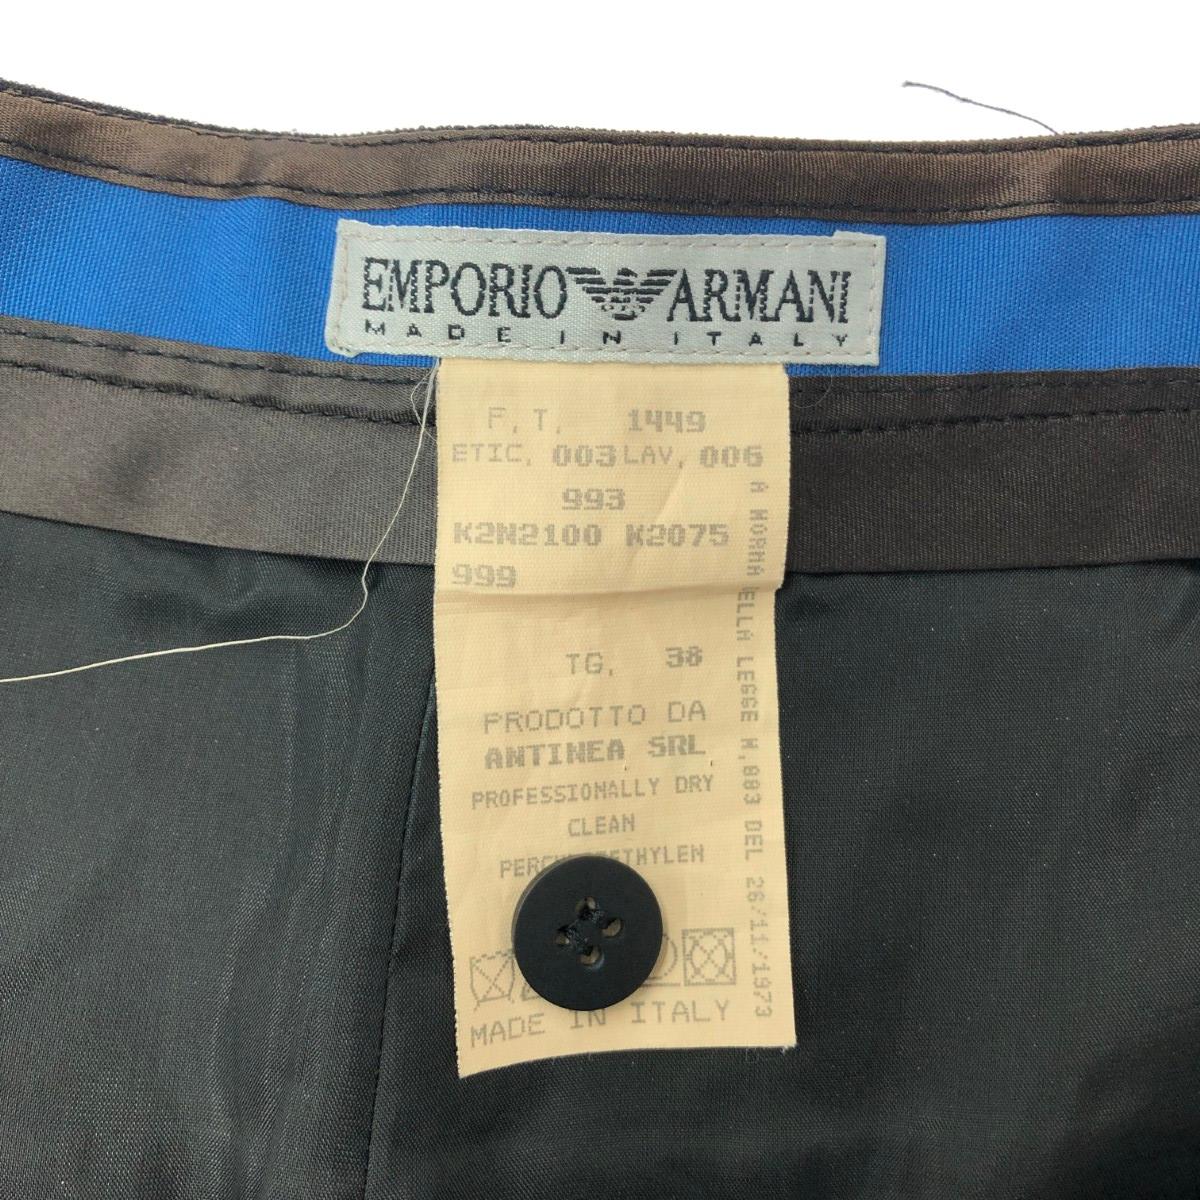 EMPORIO ARMANI
MADE IN ITALY
F.T. 1449
ETIC. 003 LAV. 006
993
K2N2100 K2075
999
TG. 38
PRODOTTO DA
ANTINEA SRL
PROFESSIONALLY DRY
CLEAN
MADE IN ITALY
A NORMA DELLA LEGGE N.883 DEL 26/11/1973